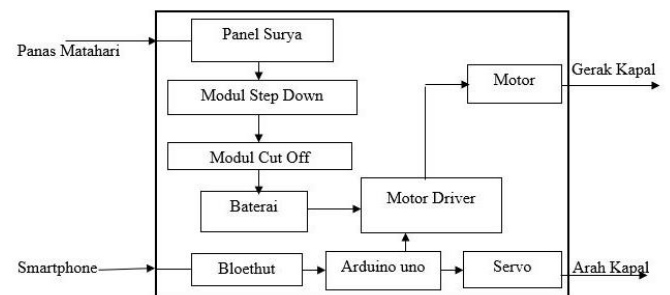 Panel Surya
Panas Matahari
Motor
Gerak Kapal
Modul Step Down
Modul Cut Off
Baterai
Motor Driver
Smartphone
Bloethut
Arduino uno
Servo
Arah Kapal